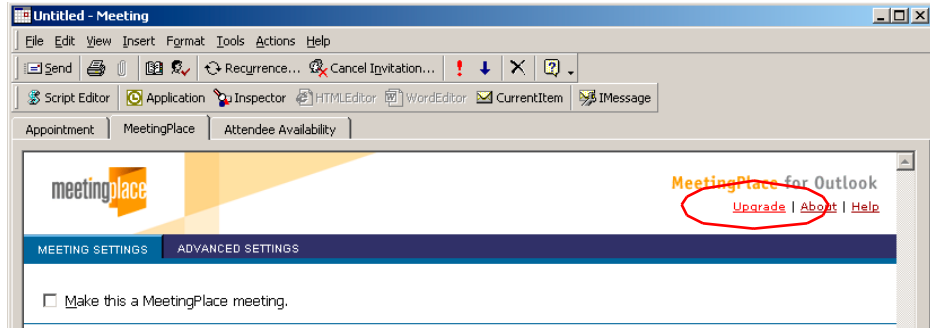 Untitled - Meeting
File Edit View Insert Format Tools Actions Help
Send Recurrence... Cancel Invitation...
Script Editor Application Inspector HTMLEditor WordEditor CurrentItem IMessage
Appointment MeetingPlace Attendee Availability
meetingplace
MeetingPlace for Outlook
Upgrade | About | Help
MEETING SETTINGS ADVANCED SETTINGS
Make this a MeetingPlace meeting.